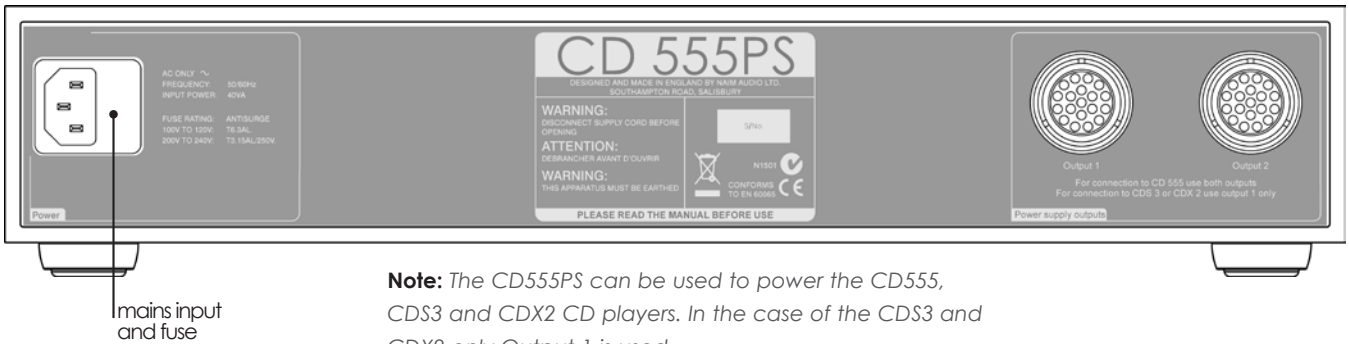 AC ONLY ~
FREQUENCY: 50/60Hz
INPUT POWER: 40VA
FUSE RATING: ANTISURGE
100V TO 120V: T6.3AL.
200V TO 240V: T3.15AL/250V.
Power
CD 555PS
DESIGNED AND MADE IN ENGLAND BY NAIM AUDIO LTD.
SOUTHAMPTON ROAD, SALISBURY
WARNING:
DISCONNECT SUPPLY CORD BEFORE
OPENING
ATTENTION:
DEBRANCHER AVANT D'OUVRIR
WARNING:
THIS APPARATUS MUST BE EARTHED
S/No.
N1501
CONFORMS
TO EN 60065 CE
PLEASE READ THE MANUAL BEFORE USE
Output 1
Output 2
For connection to CD 555 use both outputs
For connection to CDS 3 or CDX 2 use output 1 only
Power supply outputs
mains input
and fuse
Note: The CD555PS can be used to power the CD555,
CDS3 and CDX2 CD players. In the case of the CDS3 and
CDX2 only Output 1 is used